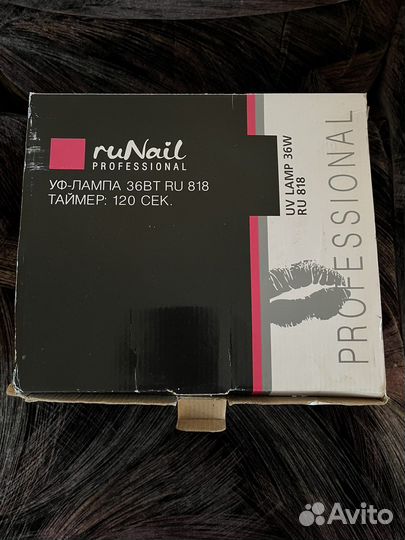 ruNail
PROFESSIONAL
УФ-ЛАМПА 36ВТ RU 818
ТАЙМЕР: 120 СЕК.
UV LAMP 36W
RU 818
PROFESSIONAL
Avito